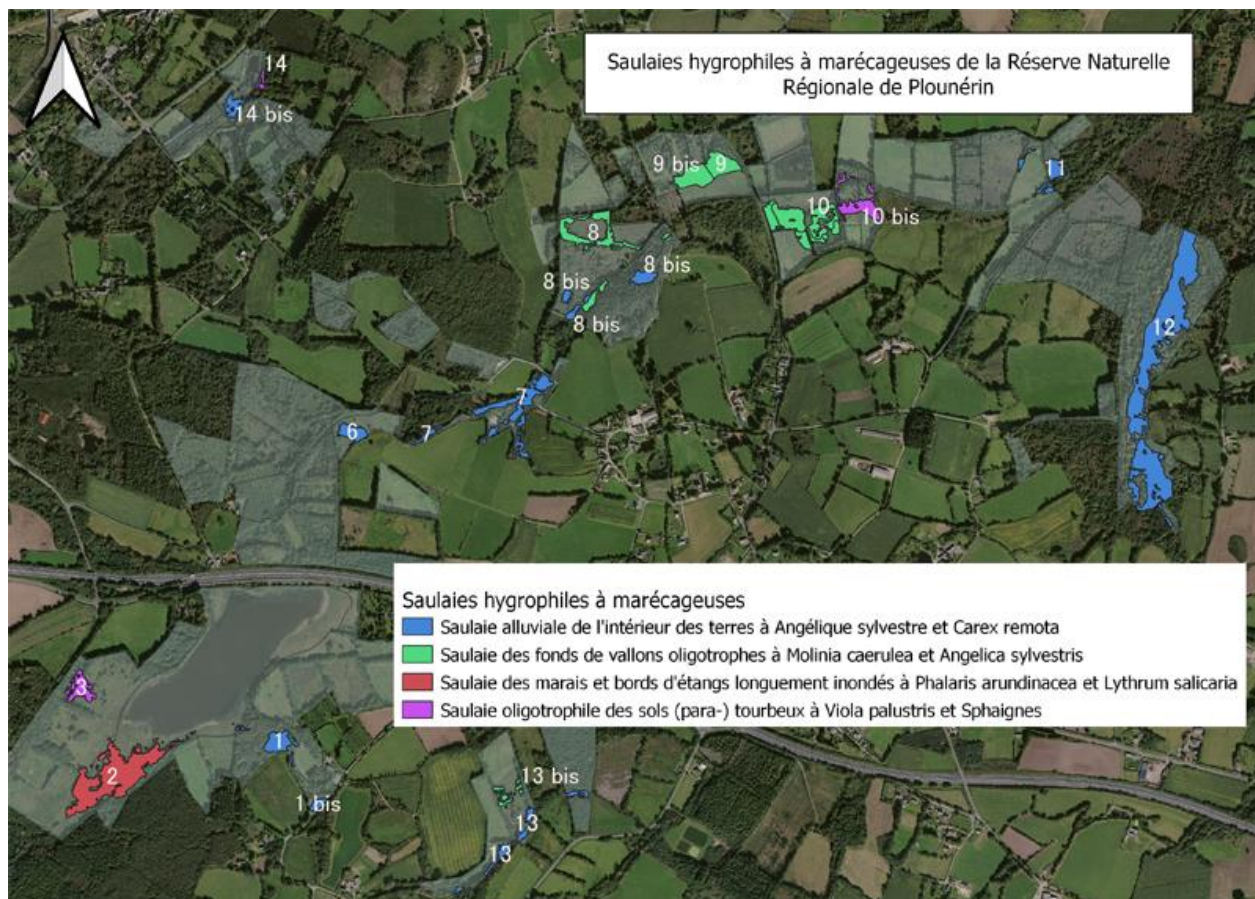 Saulaies hygrophiles à marécageuses de la Réserve Naturelle
Régionale de Plounérin
14
14 bis
9 bis
9
11
10
10 bis
8
8 bis
8 bis
8 bis
12
7
6
7
Saulaies hygrophiles à marécageuses
Saulaie alluviale de l'intérieur des terres à Angélique sylvestre et Carex remota
Saulaie des fonds de vallons oligotrophes à Molinia caerulea et Angelica sylvestris
Saulaie des marais et bords d'étangs longuement inondés à Phalaris arundinacea et Lythrum salicaria
Saulaie oligotrophile des sols (para-) tourbeux à Viola palustris et Sphaignes
3
1
2
1 bis
13 bis
13
13